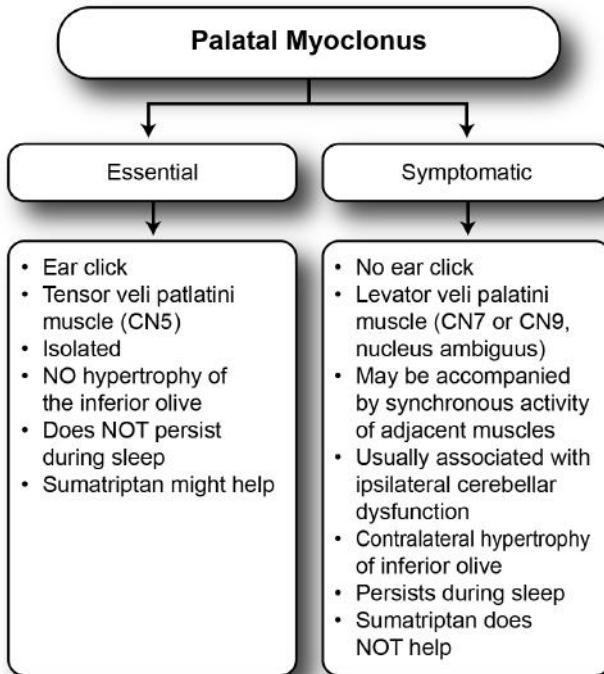 Palatal Myoclonus
Essential
Symptomatic
• Ear click
• Tensor veli patlatini
muscle (CN5)
• Isolated
• NO hypertrophy of
the inferior olive
• Does NOT persist
during sleep
• Sumatriptan might help
• No ear click
• Levator veli palatini
muscle (CN7 or CN9,
nucleus ambiguus)
• May be accompanied
by synchronous activity
of adjacent muscles
• Usually associated with
ipsilateral cerebellar
dysfunction
• Contralateral hypertrophy
of inferior olive
• Persists during sleep
• Sumatriptan does
NOT help